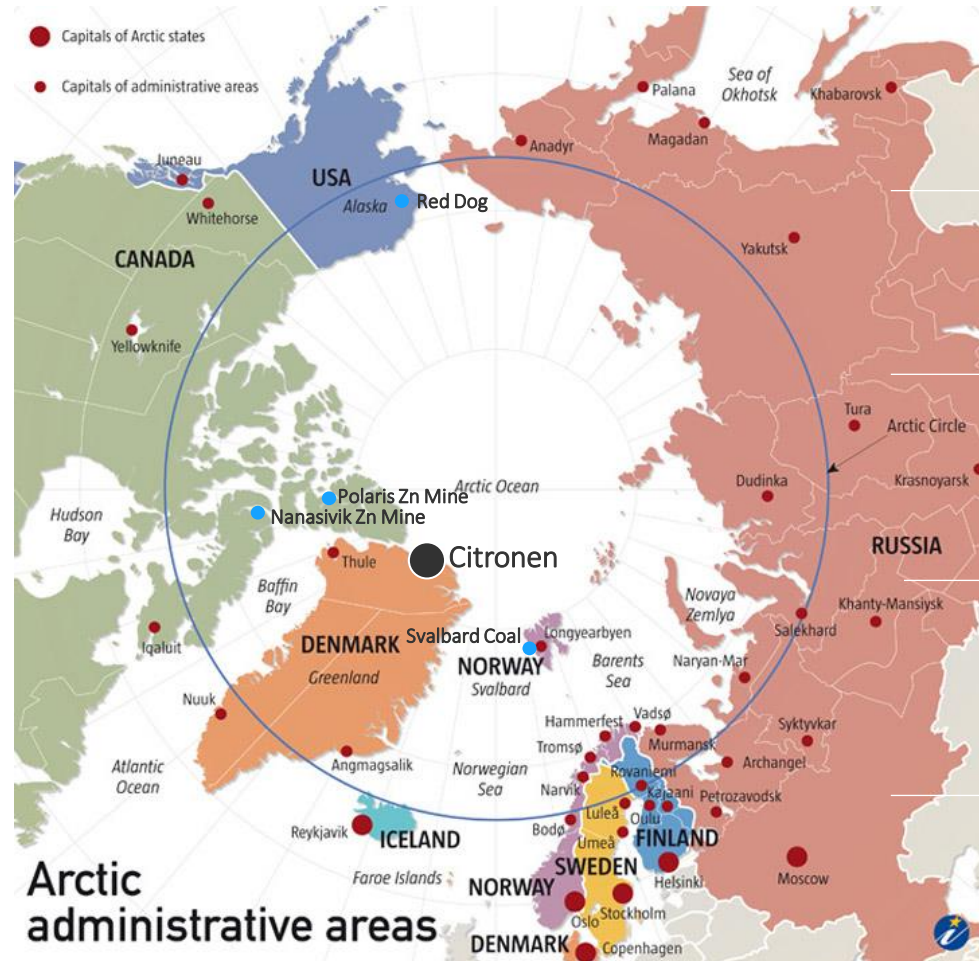 Capitals of Arctic states
Capitals of administrative areas
Sea of
Okhotsk
Palana
Khabarovsk
Magadan
Anadyr
Juneau
USA
Alaska
Red Dog
Whitehorse
CANADA
Yakutsk
Yellowknife
Tura
Arctic Circle
Dudinka
Krasnoyarsk
Arctic Ocean
Polaris Zn Mine
Nanasivik Zn Mine
Hudson
Bay
RUSSIA
Citronen
Thule
Baffin
Bay
Novaya
Zemlya
Khanty-Mansiysk
Salekhard
Iqaluit
DENMARK
Greenland
Svalbard Coal
Longyearbyen
NORWAY
Svalbard
Barents
Sea
Naryan-Mar
Nuuk
Hammerfest
Vadsø
Syktyvkar
Tromsø
Murmansk
Archangel
Angmagsalik
Atlantic
Ocean
Norwegian
Sea
Narvik
Rovaniemi
Kajaani
Petrozavodsk
Luleå
Oulu
Bodø
Reykjavik
ICELAND
Umeå
FINLAND
Faroe Islands
SWEDEN
Helsinki
Moscow
NORWAY
Oslo
Stockholm
DENMARK
Copenhagen
Arctic
administrative areas
i